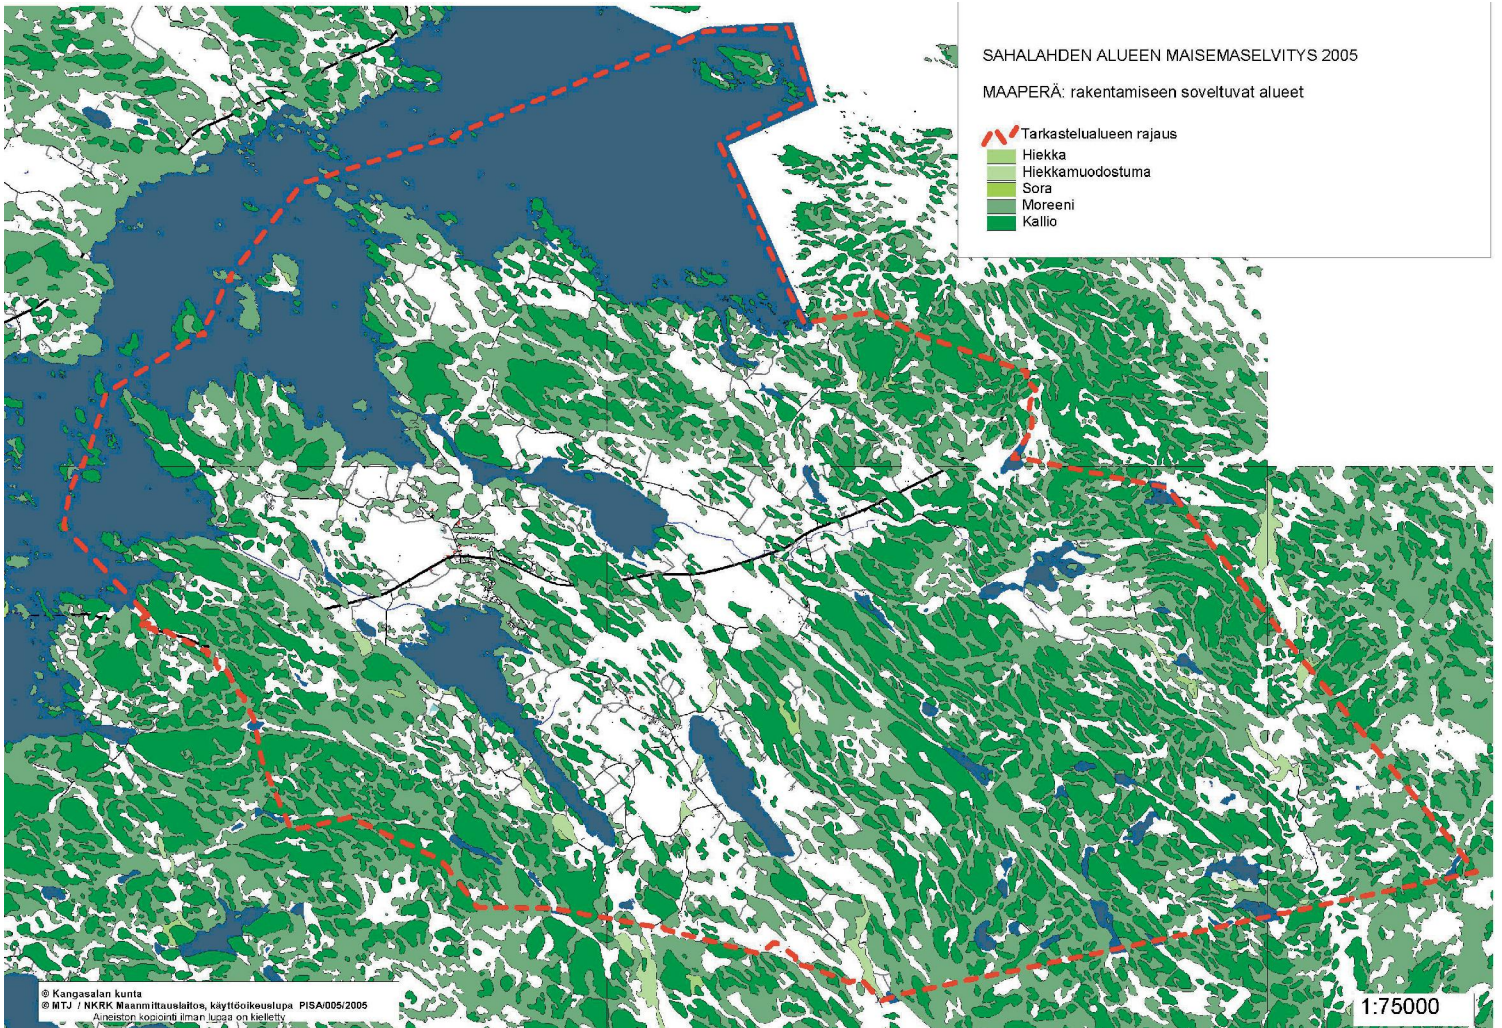 SAHALAHDEN ALUEEN MAISEMASELVITYS 2005
MAAPERÄ: rakentamiseen soveltuvat alueet
Tarkastelualueen rajaus
Hiekka
Hiekkamuodostuma
Sora
Moreeni
Kallio
© Kangasalan kunta
© MTJ / NKRK Maanmittauslaitos, käyttöoikeuslupa PISA/005/2005
Aineiston kopiointi ilman lupaa on kielletty
1:75000